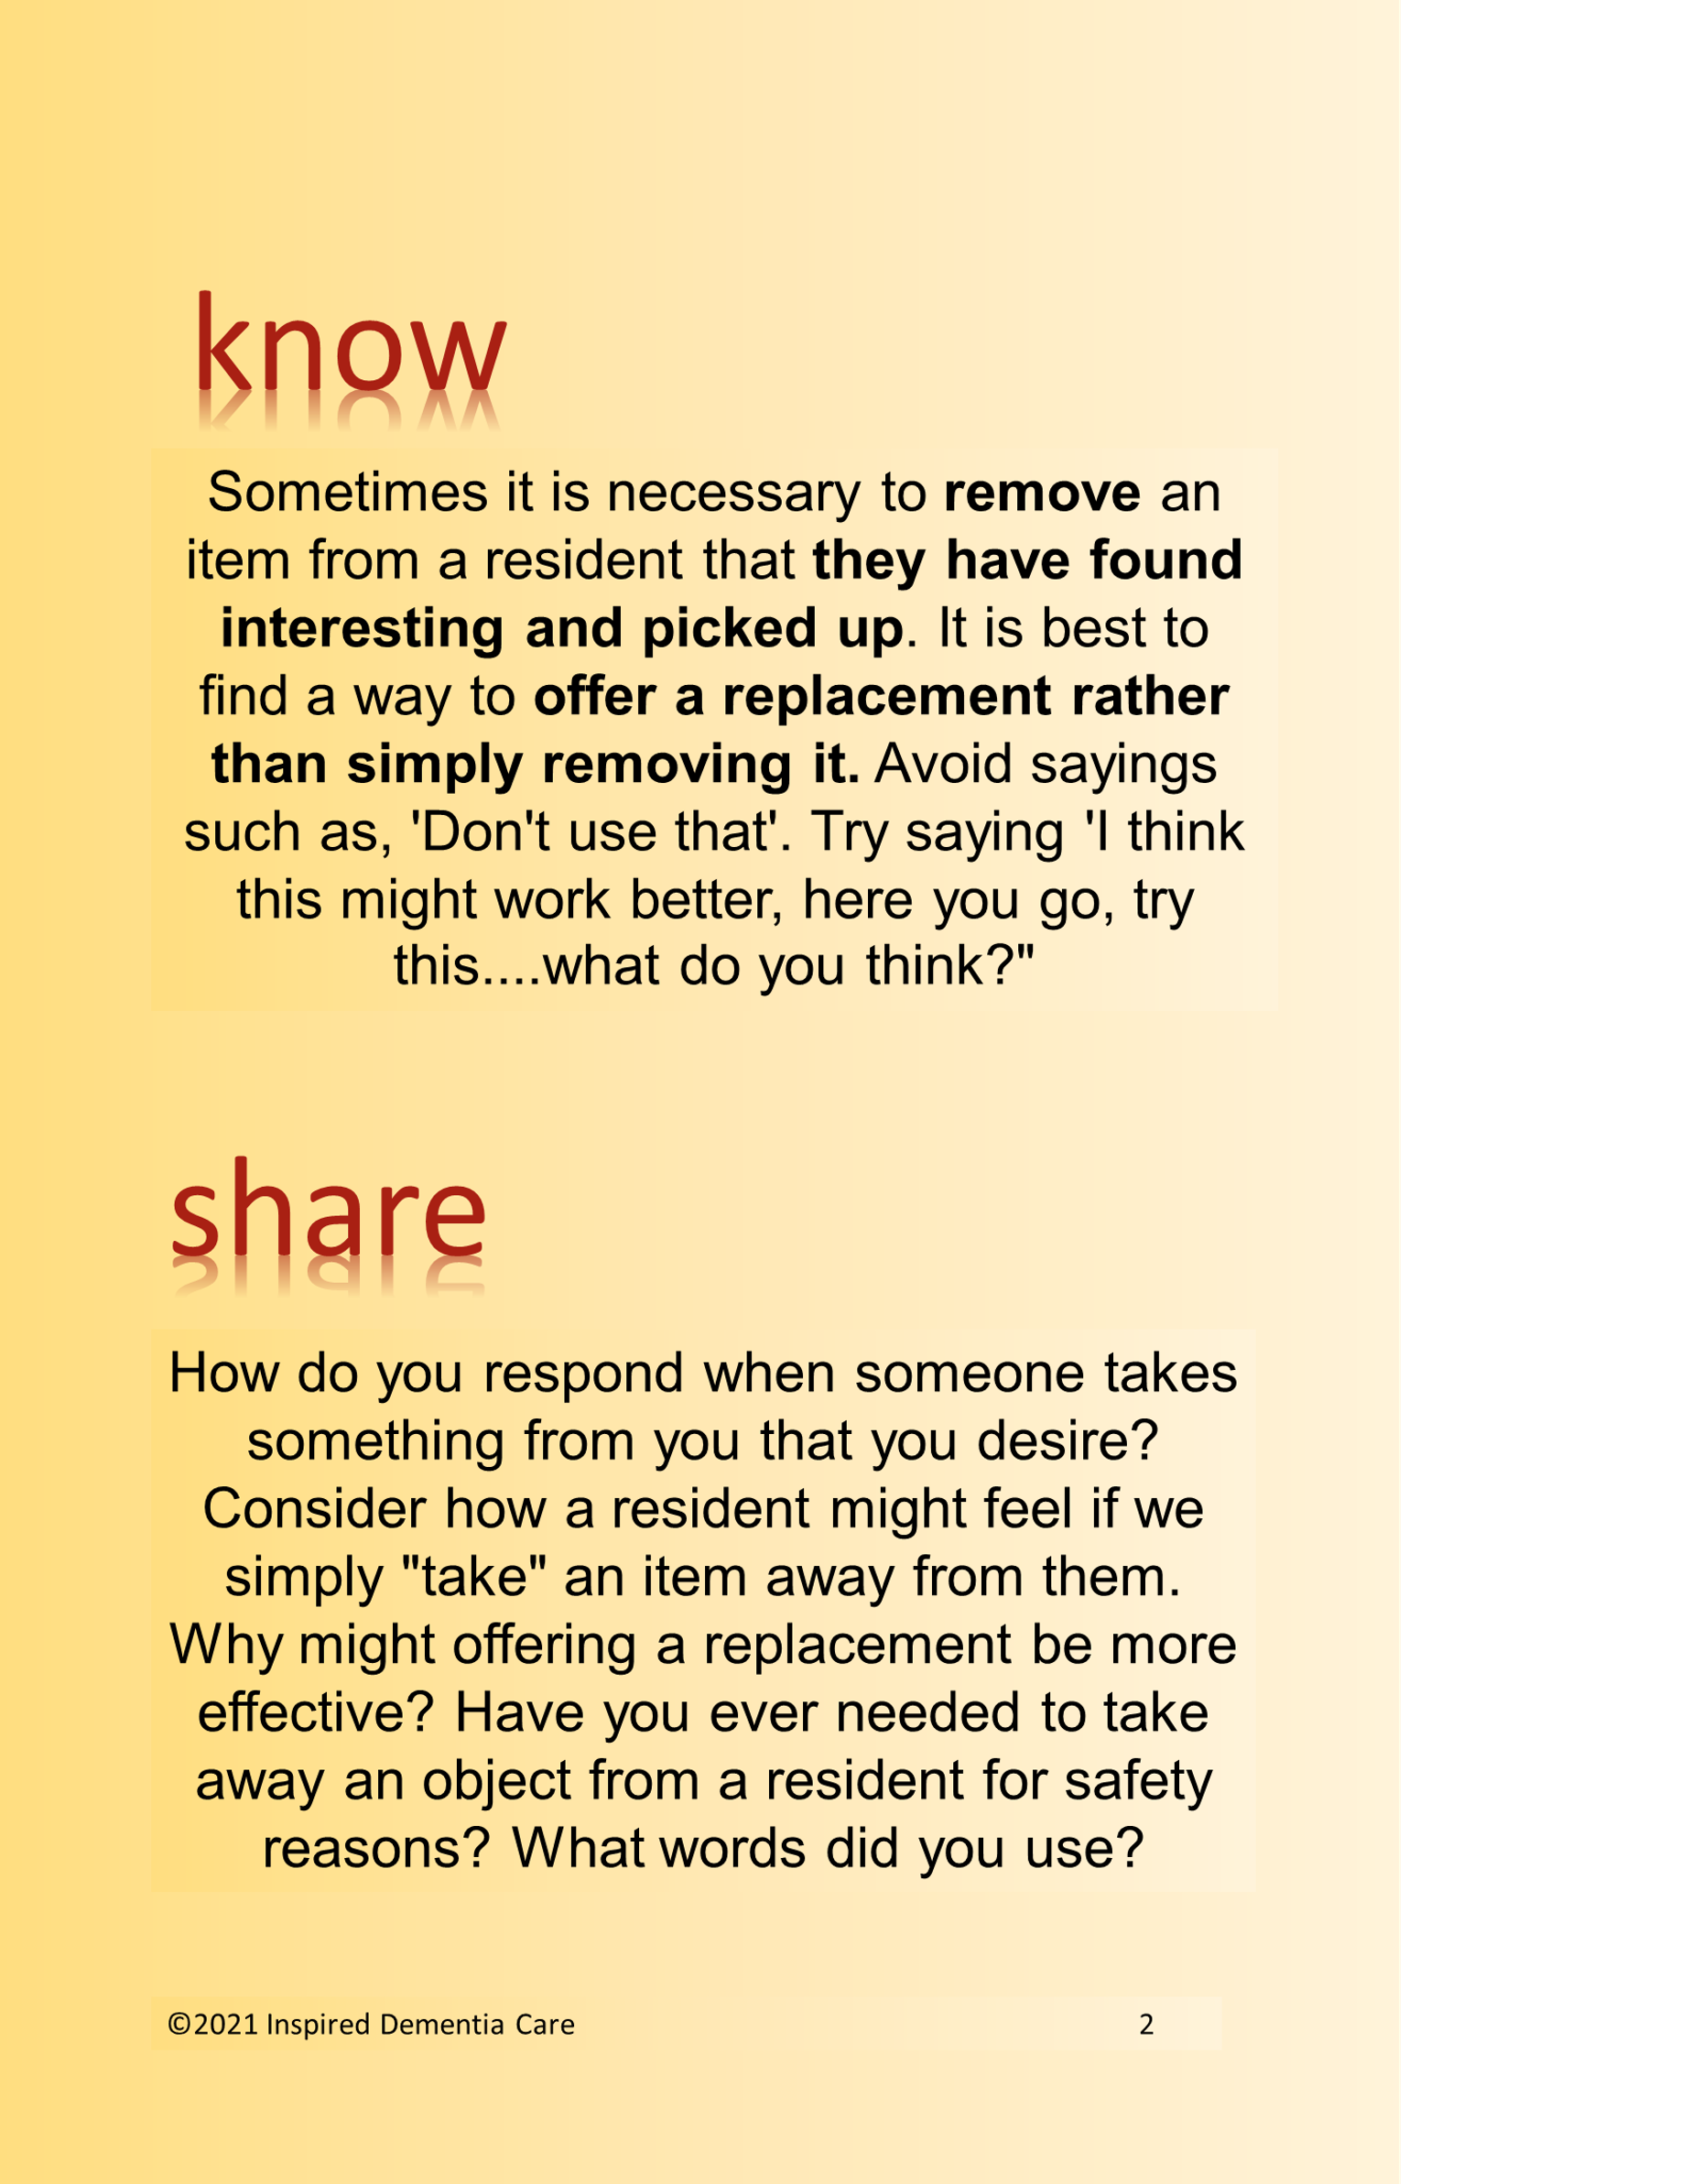 know
Sometimes it is necessary to remove an
item from a resident that they have found
interesting and picked up. It is best to
find a way to offer a replacement rather
than simply removing it. Avoid sayings
such as, 'Don't use that'. Try saying 'I think
this might work better, here you go, try
this....what do you think?"
share
How do you respond when someone takes
something from you that you desire?
Consider how a resident might feel if we
simply "take" an item away from them.
Why might offering a replacement be more
effective? Have you ever needed to take
away an object from a resident for safety
reasons? What words did you use?
©2021 Inspired Dementia Care 2